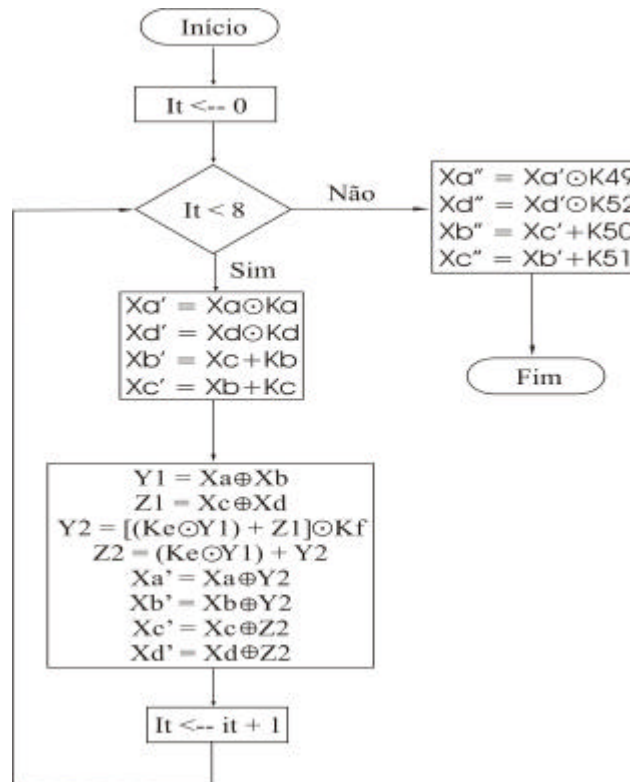 Início
It <-- 0
It < 8
Não
Sim
Xa" = Xa'⊙K49
Xd" = Xd'⊙K52
Xb" = Xc'+K50
Xc" = Xb'+K51
Fim
Xa' = Xa⊙Ka
Xd' = Xd⊙Kd
Xb' = Xc+Kb
Xc' = Xb+Kc
Y1 = Xa⊕Xb
Z1 = Xc⊕Xd
Y2 = [(Ke⊙Y1) + Z1]⊙Kf
Z2 = (Ke⊙Y1) + Y2
Xa' = Xa⊕Y2
Xb' = Xb⊕Y2
Xc' = Xc⊕Z2
Xd' = Xd⊕Z2
It <-- it + 1